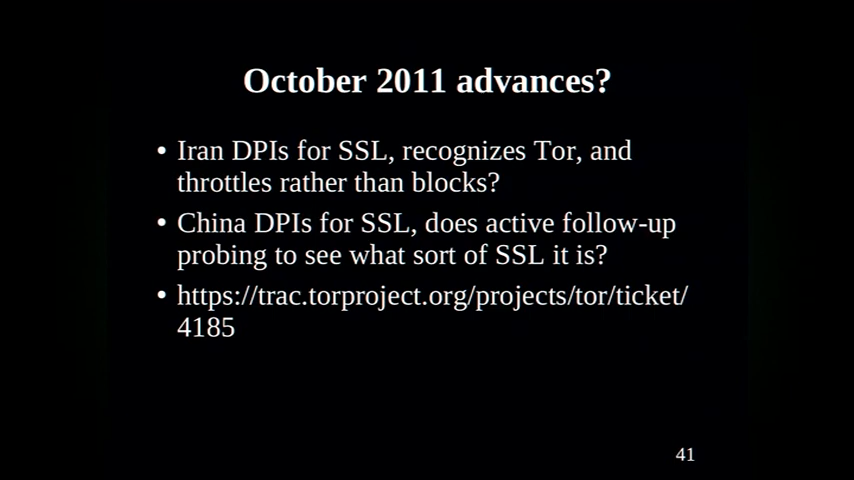 October 2011 advances?
• Iran DPIs for SSL, recognizes Tor, and
throttles rather than blocks?
• China DPIs for SSL, does active follow-up
probing to see what sort of SSL it is?
• https://trac.torproject.org/projects/tor/ticket/
4185
41